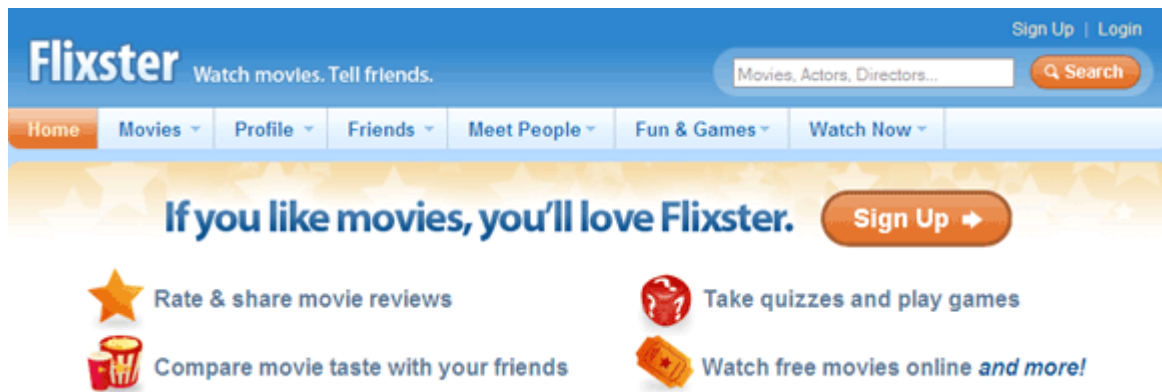 Sign Up | Login
Flixster Watch movies. Tell friends.
Movies, Actors, Directors... Search
Home Movies Profile Friends Meet People Fun & Games Watch Now
If you like movies, you'll love Flixster. Sign Up
Rate & share movie reviews
Take quizzes and play games
Compare movie taste with your friends
Watch free movies online and more!